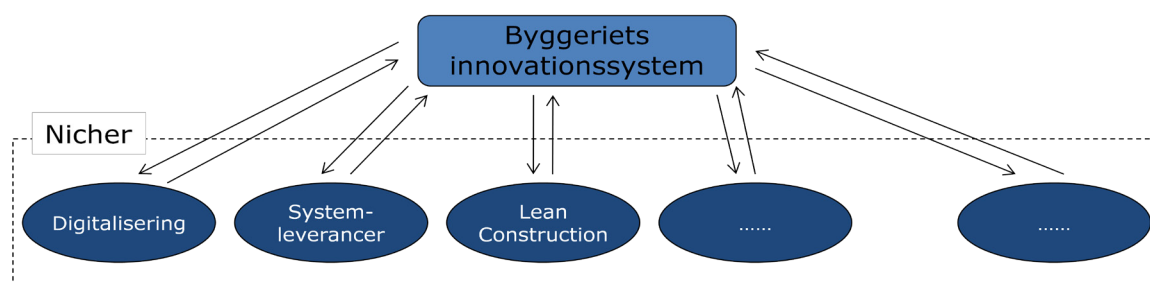 Byggeriets
innovationssystem
Nicher
Digitalisering
System-
leverancer
Lean
Construction
......
......